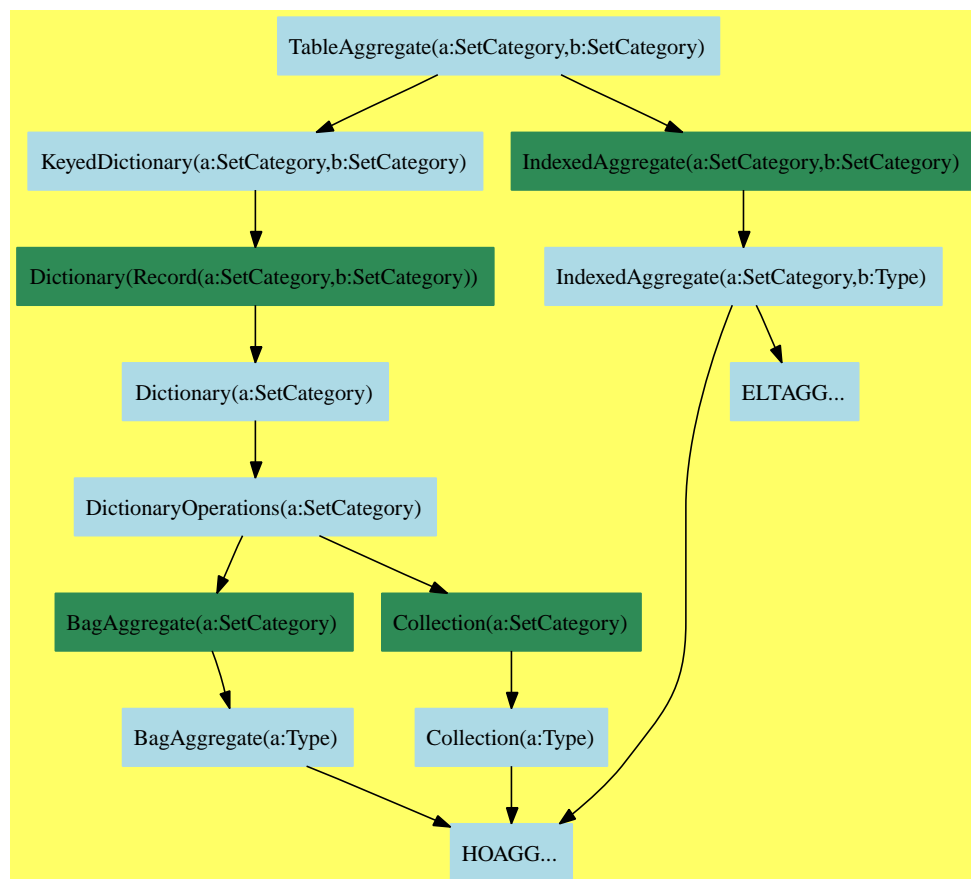 TableAggregate(a:SetCategory,b:SetCategory)
KeyedDictionary(a:SetCategory,b:SetCategory)
IndexedAggregate(a:SetCategory,b:SetCategory)
Dictionary(Record(a:SetCategory,b:SetCategory))
IndexedAggregate(a:SetCategory,b:Type)
Dictionary(a:SetCategory)
ELTAGG...
DictionaryOperations(a:SetCategory)
BagAggregate(a:SetCategory)
Collection(a:SetCategory)
BagAggregate(a:Type)
Collection(a:Type)
HOAGG...